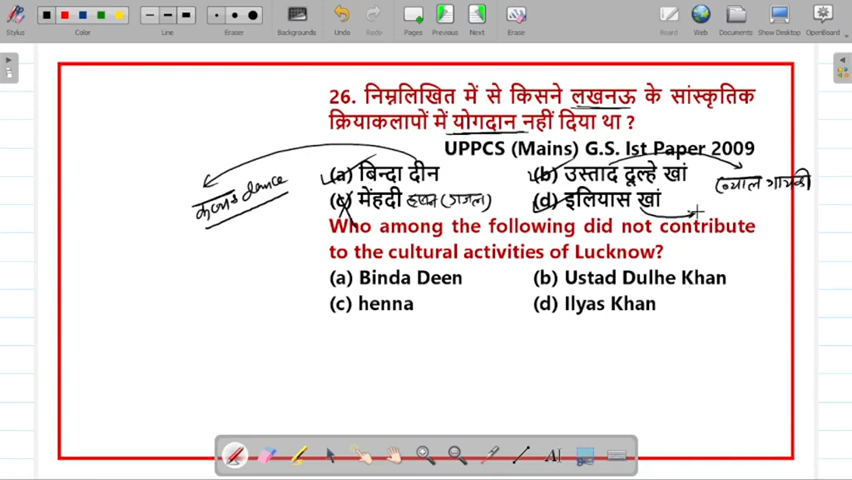 Stylus Color Line Eraser Backgrounds Undo Redo Pages Previous Next Erase Board Web Documents Show Desktop OpenBoard
26. निम्नलिखित में से किसने लखनऊ के सांस्कृतिक
क्रियाकलापों में योगदान नहीं दिया था ?
UPPCS (Mains) G.S. Ist Paper 2009
(a) बिन्दा दीन (b) उस्ताद दूल्हे खां
(c) मेंहदी हसन (गजल) (d) इलियास खां
dance
गायकी
Who among the following did not contribute
to the cultural activities of Lucknow?
(a) Binda Deen (b) Ustad Dulhe Khan
(c) henna (d) Ilyas Khan